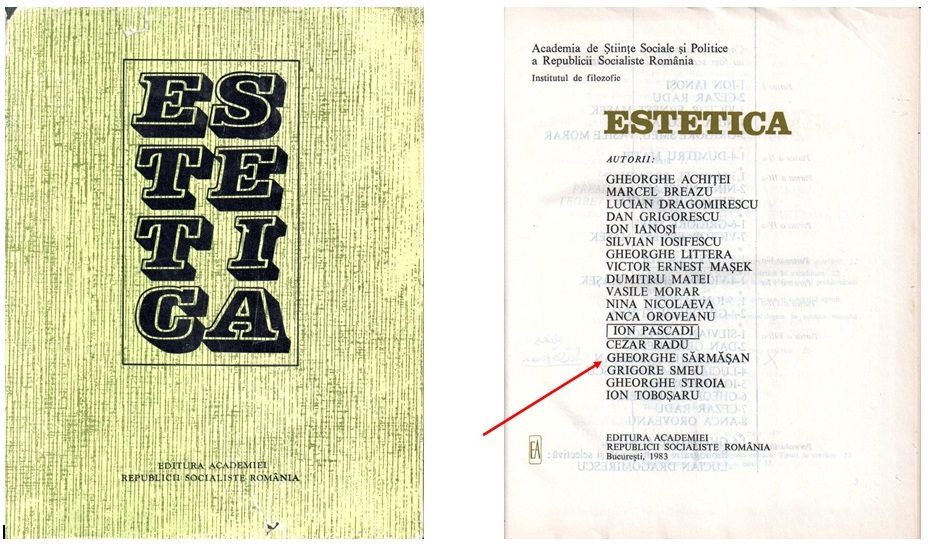 ES
TE
TI
CA
EDITURA ACADEMIEI
REPUBLICII SOCIALISTE ROMÂNIA
Academia de Științe Sociale și Politice
a Republicii Socialiste România
Institutul de filozofie
ESTETICA
AUTORII:
GHEORGHE ACHIȚEI
MARCEL BREAZU
LUCIAN DRAGOMIRESCU
DAN GRIGORESCU
ION IANOȘI
SILVIAN IOSIFESCU
GHEORGHE LITTERA
VICTOR ERNEST MAȘEK
DUMITRU MATEI
VASILE MORAR
NINA NICOLAEVA
ANCA OROVEANU
ION PASCADI
CEZAR RADU
GHEORGHE SĂRMĂȘAN
GRIGORE SMEU
GHEORGHE STROIA
ION TOBOȘARU
EA
EDITURA ACADEMIEI
REPUBLICII SOCIALISTE ROMÂNIA
București, 1983